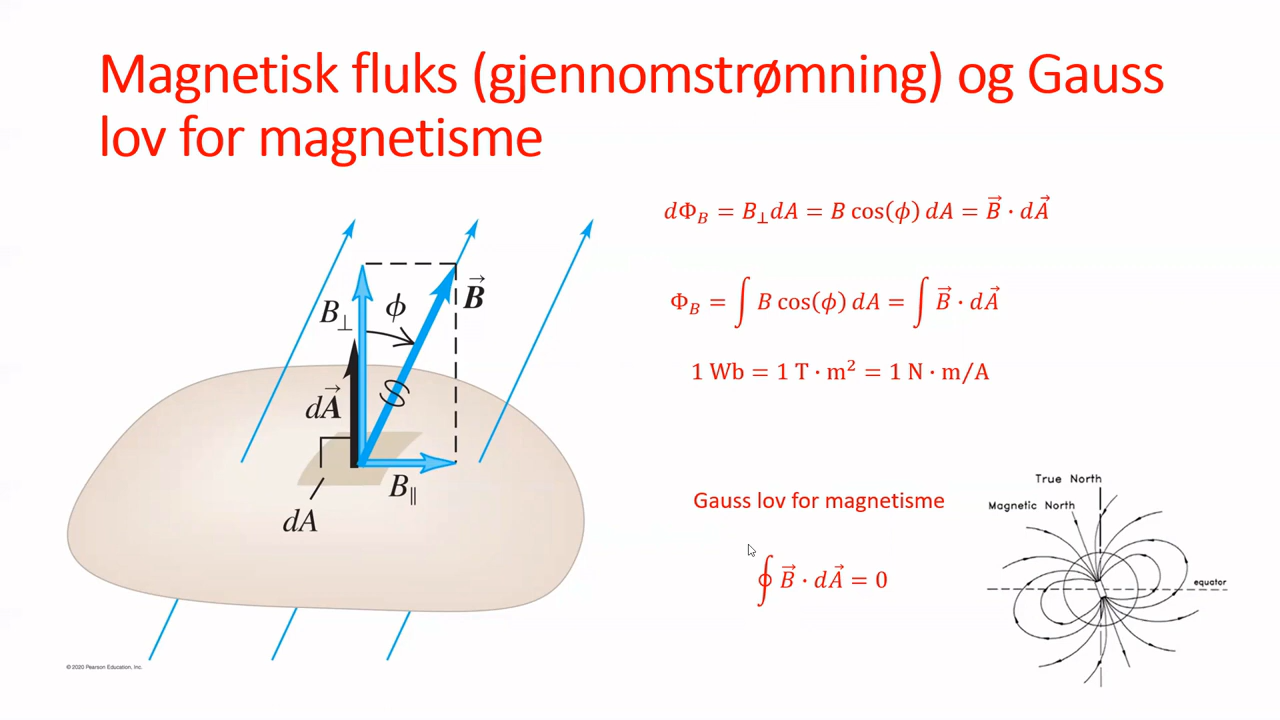 Magnetisk fluks (gjennomstrømning) og Gauss
lov for magnetisme
dΦ_B = B_⊥dA = B cos(ϕ) dA = B⃗ · dA⃗
Φ_B = ∫ B cos(ϕ) dA = ∫ B⃗ · dA⃗
1 Wb = 1 T · m² = 1 N · m/A
B_⊥
ϕ
B⃗
dA⃗
B_∥
dA
Gauss lov for magnetisme
∮ B⃗ · dA⃗ = 0
True North
Magnetic North
equator
© 2020 Pearson Education, Inc.